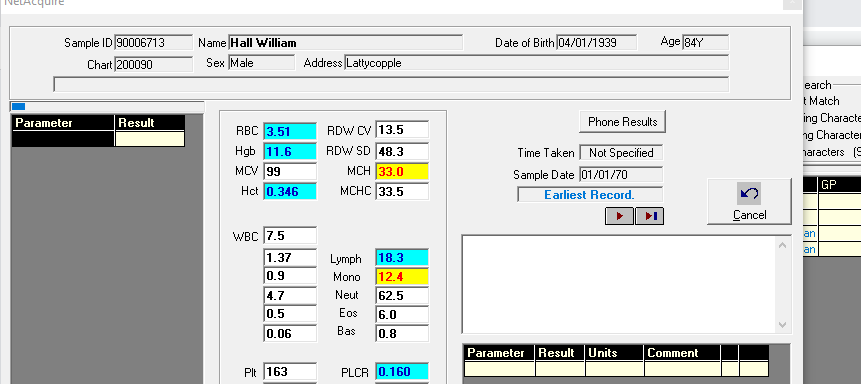 NetAcquire
Sample ID 90006713 Name Hall William Date of Birth 04/01/1939 Age 84Y
Chart 200090 Sex Male Address Lattycopple
Parameter Result
RBC 3.51 RDW CV 13.5
Hgb 11.6 RDW SD 48.3
MCV 99 MCH 33.0
Hct 0.346 MCHC 33.5
WBC 7.5
1.37 Lymph 18.3
0.9 Mono 12.4
4.7 Neut 62.5
0.5 Eos 6.0
0.06 Bas 0.8
Plt 163 PLCR 0.160
Phone Results
Time Taken Not Specified
Sample Date 01/01/70
Earliest Record.
Cancel
Parameter Result Units Comment
earch
t Match
ing Character
ng Character
haracters
GP
an
an